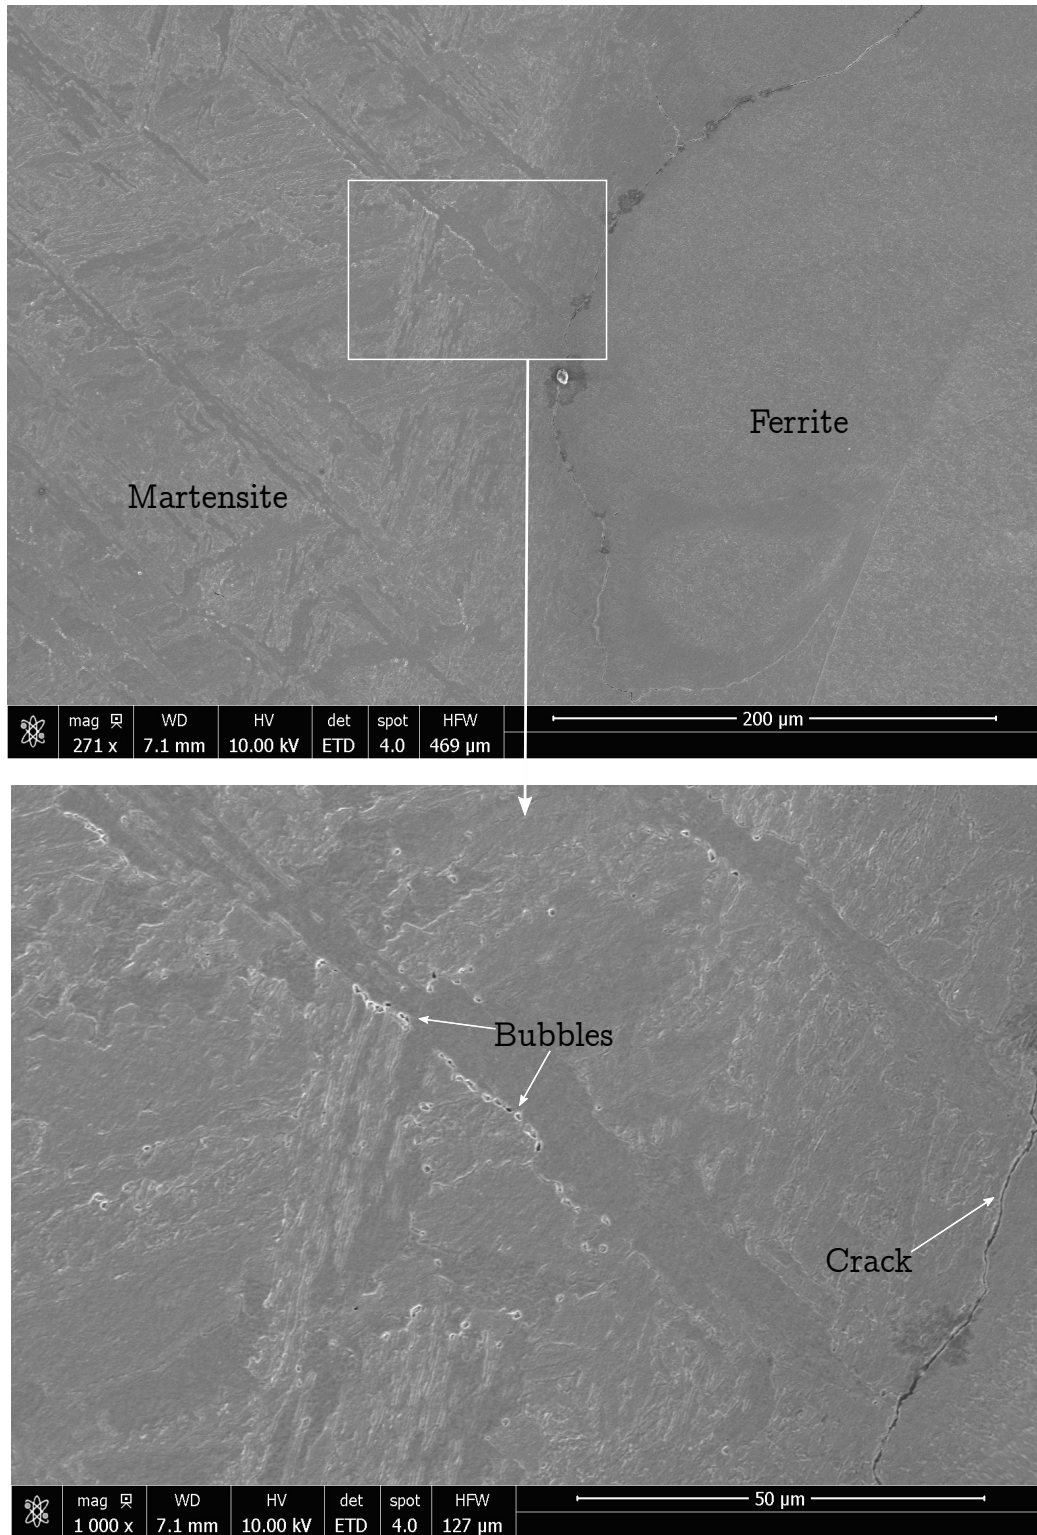 Ferrite
Martensite
mag WD HV det spot HFW 200 µm
271 x 7.1 mm 10.00 kV ETD 4.0 469 µm
Bubbles
Crack
mag WD HV det spot HFW 50 µm
1 000 x 7.1 mm 10.00 kV ETD 4.0 127 µm